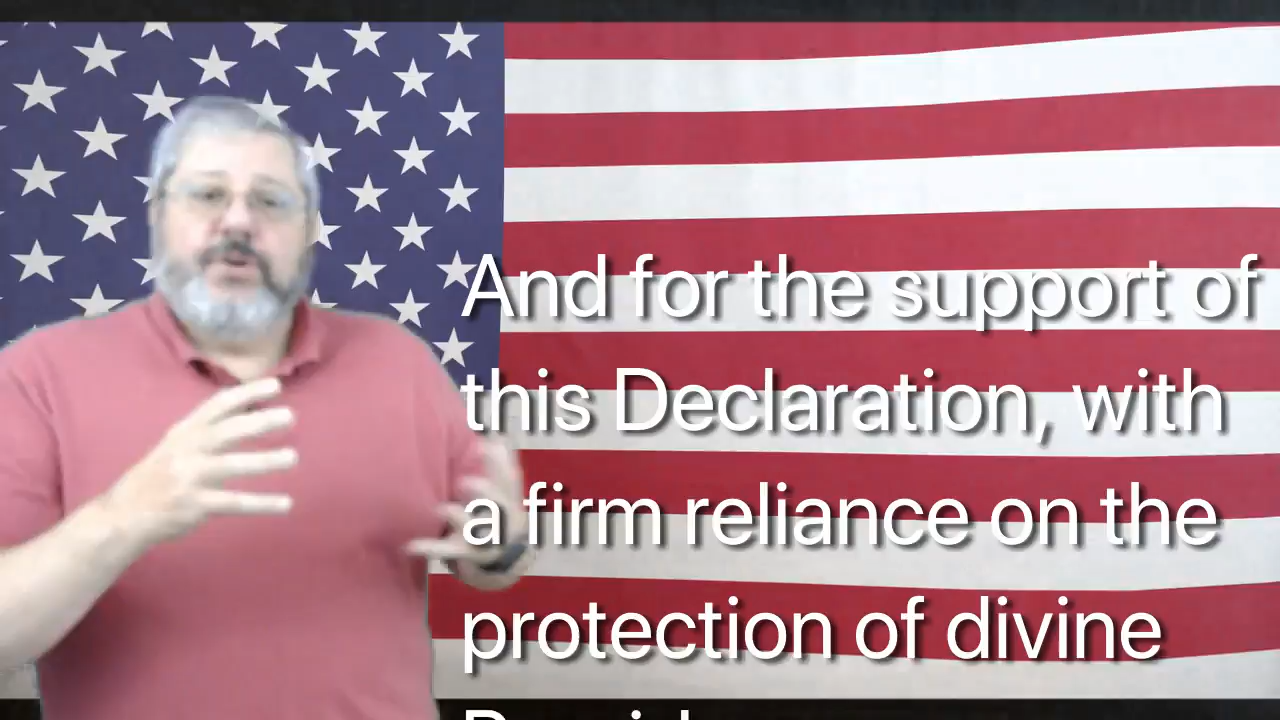 And for the support of
this Declaration, with
a firm reliance on the
protection of divine